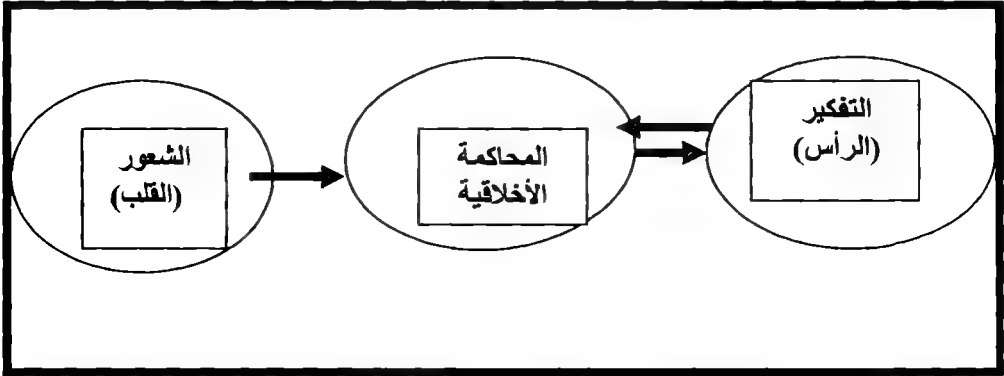 التفكير
(الرأس)
المحاكمة
الأخلاقية
الشعور
(القلب)